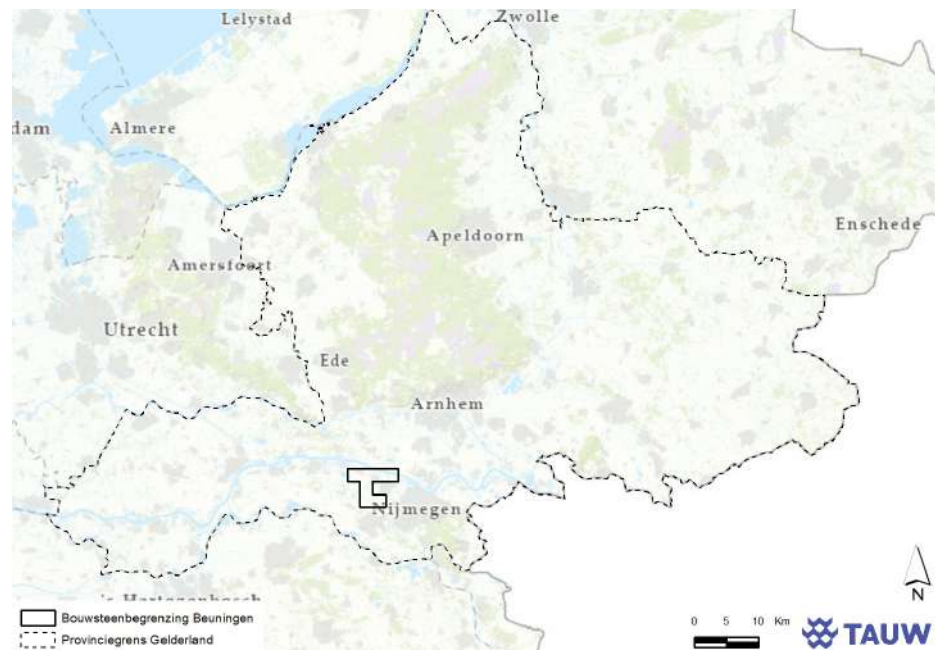 Lelystad
Zwolle
dam
Almere
Enschede
Apeldoorn
Amersfoort
Utrecht
Ede
Arnhem
Nijmegen
's Hertogenbosch
N
Bouwsteenbegrenzing Beuningen
Provinciegrens Gelderland
0 5 10 Km
TAUW